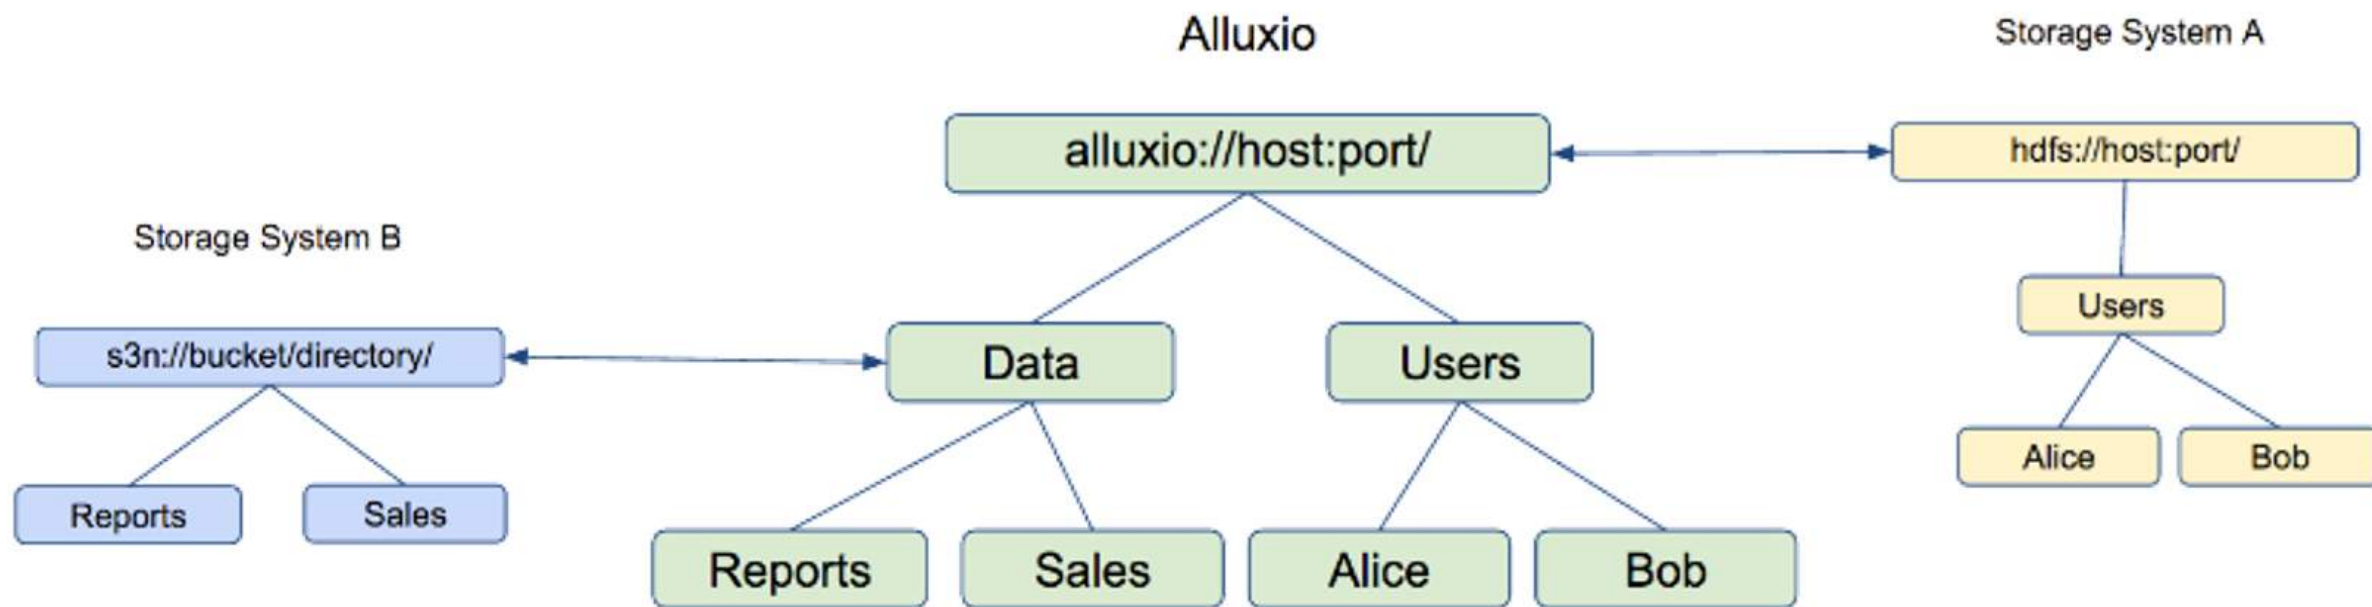 Alluxio
Storage System A
alluxio://host:port/
hdfs://host:port/
Storage System B
Users
s3n://bucket/directory/
Data
Users
Alice
Bob
Reports
Sales
Reports
Sales
Alice
Bob